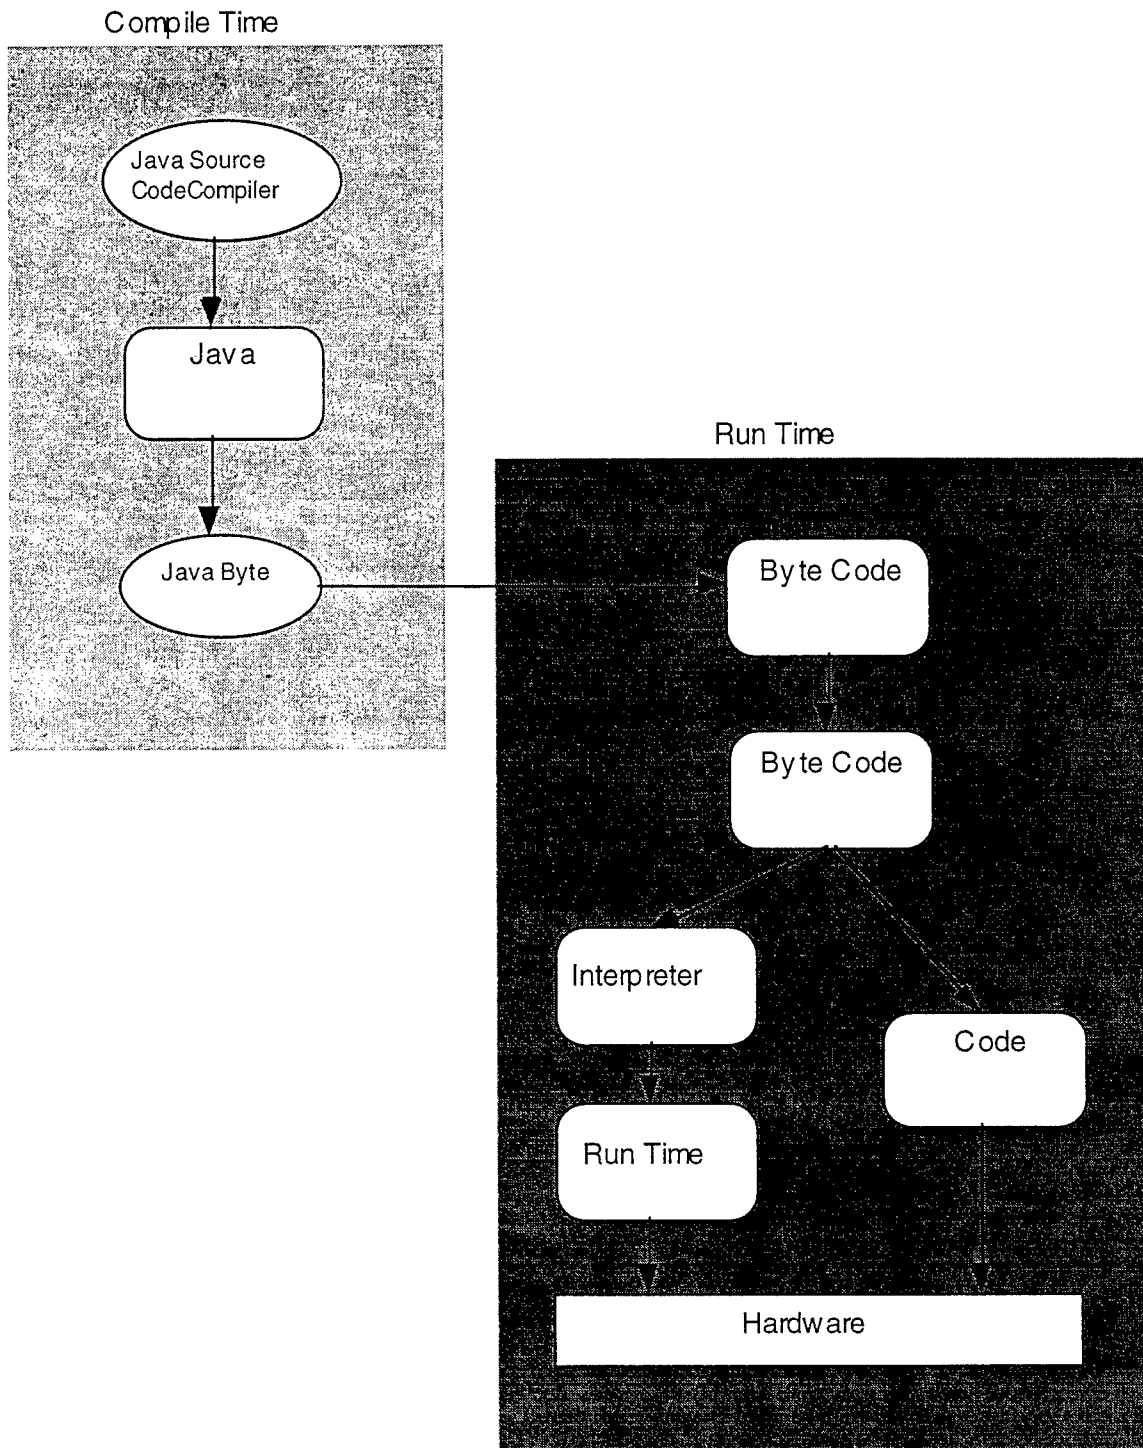 Compile Time
Java Source
CodeCompiler
Java
Java Byte
Run Time
Byte Code
Byte Code
Interpreter
Code
Run Time
Hardware